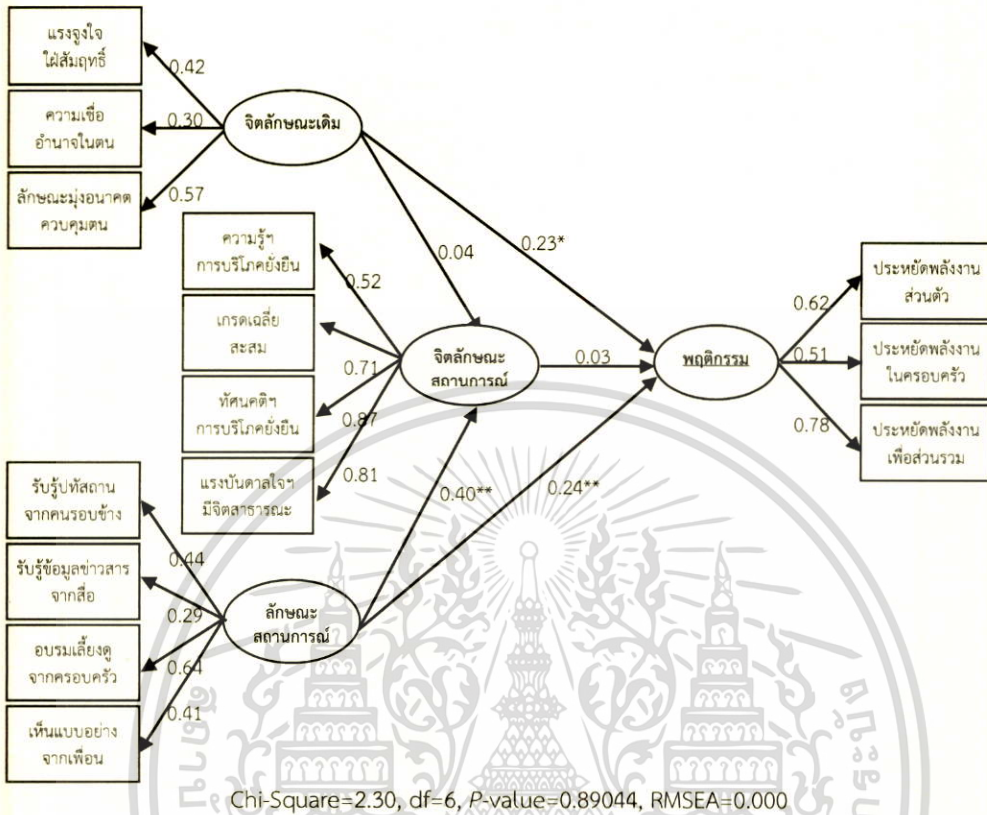 แรงจูงใจ
ใฝ่สัมฤทธิ์
0.42
ความเชื่อ
อำนาจในตน
0.30
จิตลักษณะเดิม
ลักษณะมุ่งอนาคต
ควบคุมตน
0.57
ความรู้ฯ
การบริโภคยั่งยืน
0.52
0.04
0.23*
เกรดเฉลี่ย
สะสม
0.71
ทัศนคติฯ
การบริโภคยั่งยืน
0.87
แรงบันดาลใจฯ
มีจิตสาธารณะ
0.81
จิตลักษณะ
สถานการณ์
0.03
พฤติกรรม
0.62
ประหยัดพลังงาน
ส่วนตัว
0.51
ประหยัดพลังงาน
ในครอบครัว
0.78
ประหยัดพลังงาน
เพื่อส่วนรวม
รับรู้ปทัสถาน
จากคนรอบข้าง
0.44
0.40**
0.24**
รับรู้ข้อมูลข่าวสาร
จากสื่อ
0.29
ลักษณะ
สถานการณ์
อบรมเลี้ยงดู
จากครอบครัว
0.64
เห็นแบบอย่าง
จากเพื่อน
0.41
Chi-Square=2.30, df=6, P-value=0.89044, RMSEA=0.000